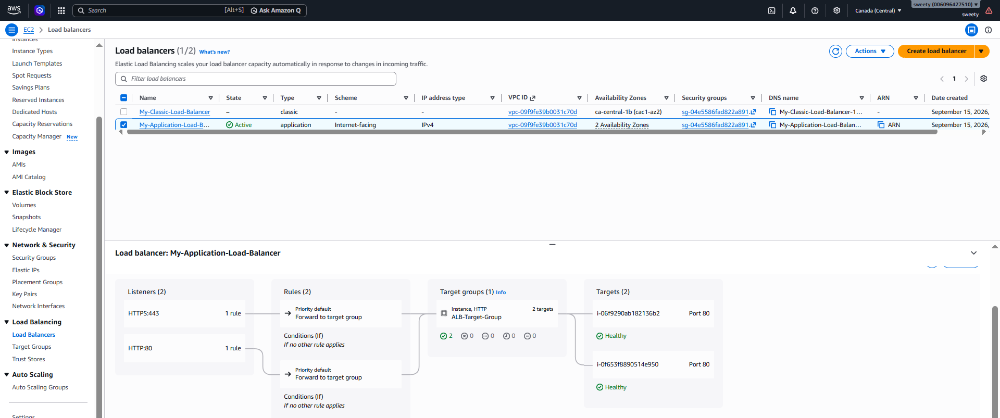 aws
Search [Alt+S] Ask Amazon Q
Canada (Central) ▼
sweety (006096427510) ▼
sweety
EC2 > Load balancers
Instances
Instance Types
Launch Templates
Spot Requests
Savings Plans
Reserved Instances
Dedicated Hosts
Capacity Reservations
Capacity Manager New
Images
AMIs
AMI Catalog
Elastic Block Store
Volumes
Snapshots
Lifecycle Manager
Network & Security
Security Groups
Elastic IPs
Placement Groups
Key Pairs
Network Interfaces
Load Balancing
Load Balancers
Target Groups
Trust Stores
Auto Scaling
Auto Scaling Groups
Settings
Load balancers (1/2) What's new?
Actions
Create load balancer
Elastic Load Balancing scales your load balancer capacity automatically in response to changes in incoming traffic.
Filter load balancers
1
Name State Type Scheme IP address type VPC ID Availability Zones Security groups DNS name ARN Date created
My-Classic-Load-Balancer – classic - - vpc-09f9fe39b0031c70d ca-central-1b (cac1-az2) sg-04e5586fad822a891 My-Classic-Load-Balancer-1... - September 15, 2026,
My-Application-Load-B... Active application Internet-facing IPv4 vpc-09f9fe39b0031c70d 2 Availability Zones sg-04e5586fad822a891 My-Application-Load-Balan... ARN September 15, 2026,
Load balancer: My-Application-Load-Balancer
Listeners (2)
HTTPS:443 1 rule
HTTP:80 1 rule
Rules (2)
Priority default
Forward to target group
Conditions (If)
If no other rule applies
Priority default
Forward to target group
Conditions (If)
If no other rule applies
Target groups (1) Info
Instance, HTTP 2 targets
ALB-Target-Group
2 0 0 0 0
Targets (2)
i-06f9290ab182136b2 Port 80
Healthy
i-0f653f8890514e950 Port 80
Healthy